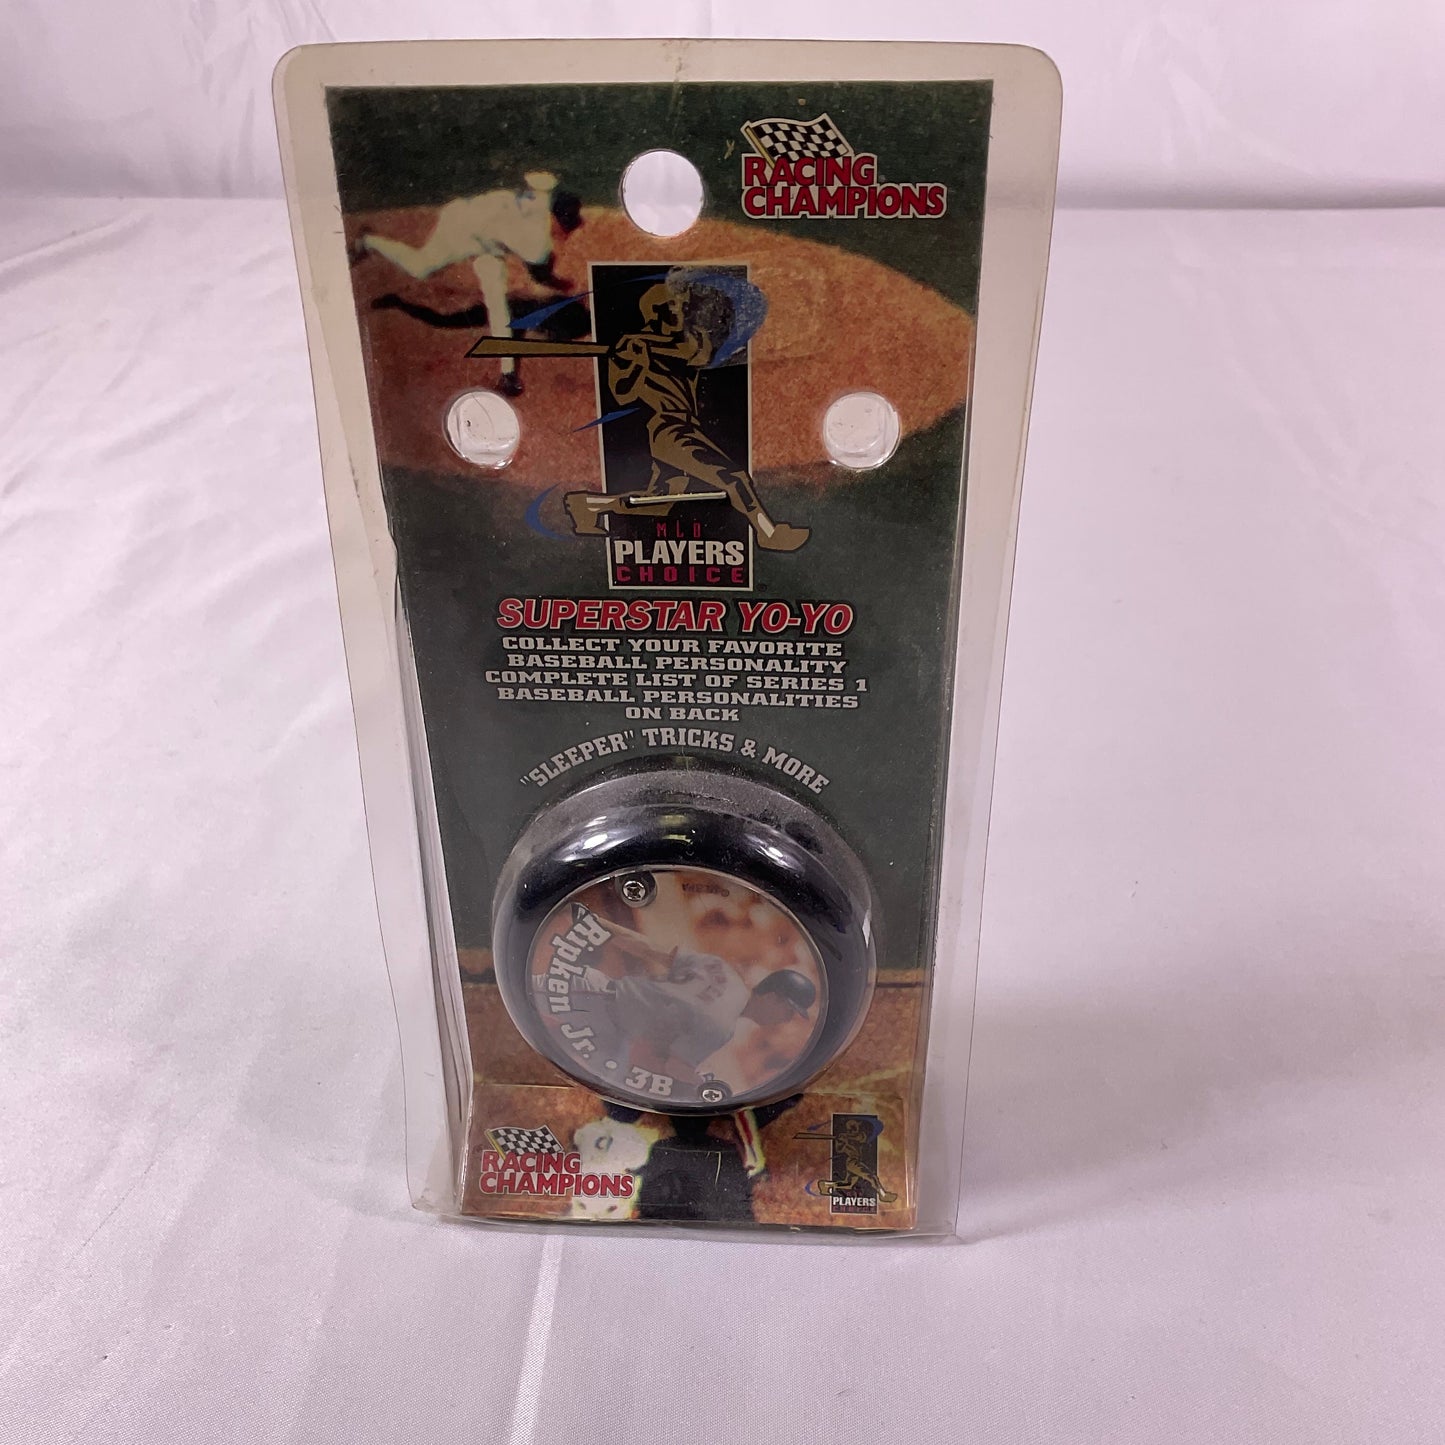 RACING
CHAMPIONS
MLB
PLAYERS
CHOICE
SUPERSTAR YO-YO
COLLECT YOUR FAVORITE
BASEBALL PERSONALITY
COMPLETE LIST OF SERIES 1
BASEBALL PERSONALITIES
ON BACK
"SLEEPER" TRICKS & MORE
Ripken Jr. • 3B
RACING
CHAMPIONS
PLAYERS
CHOICE